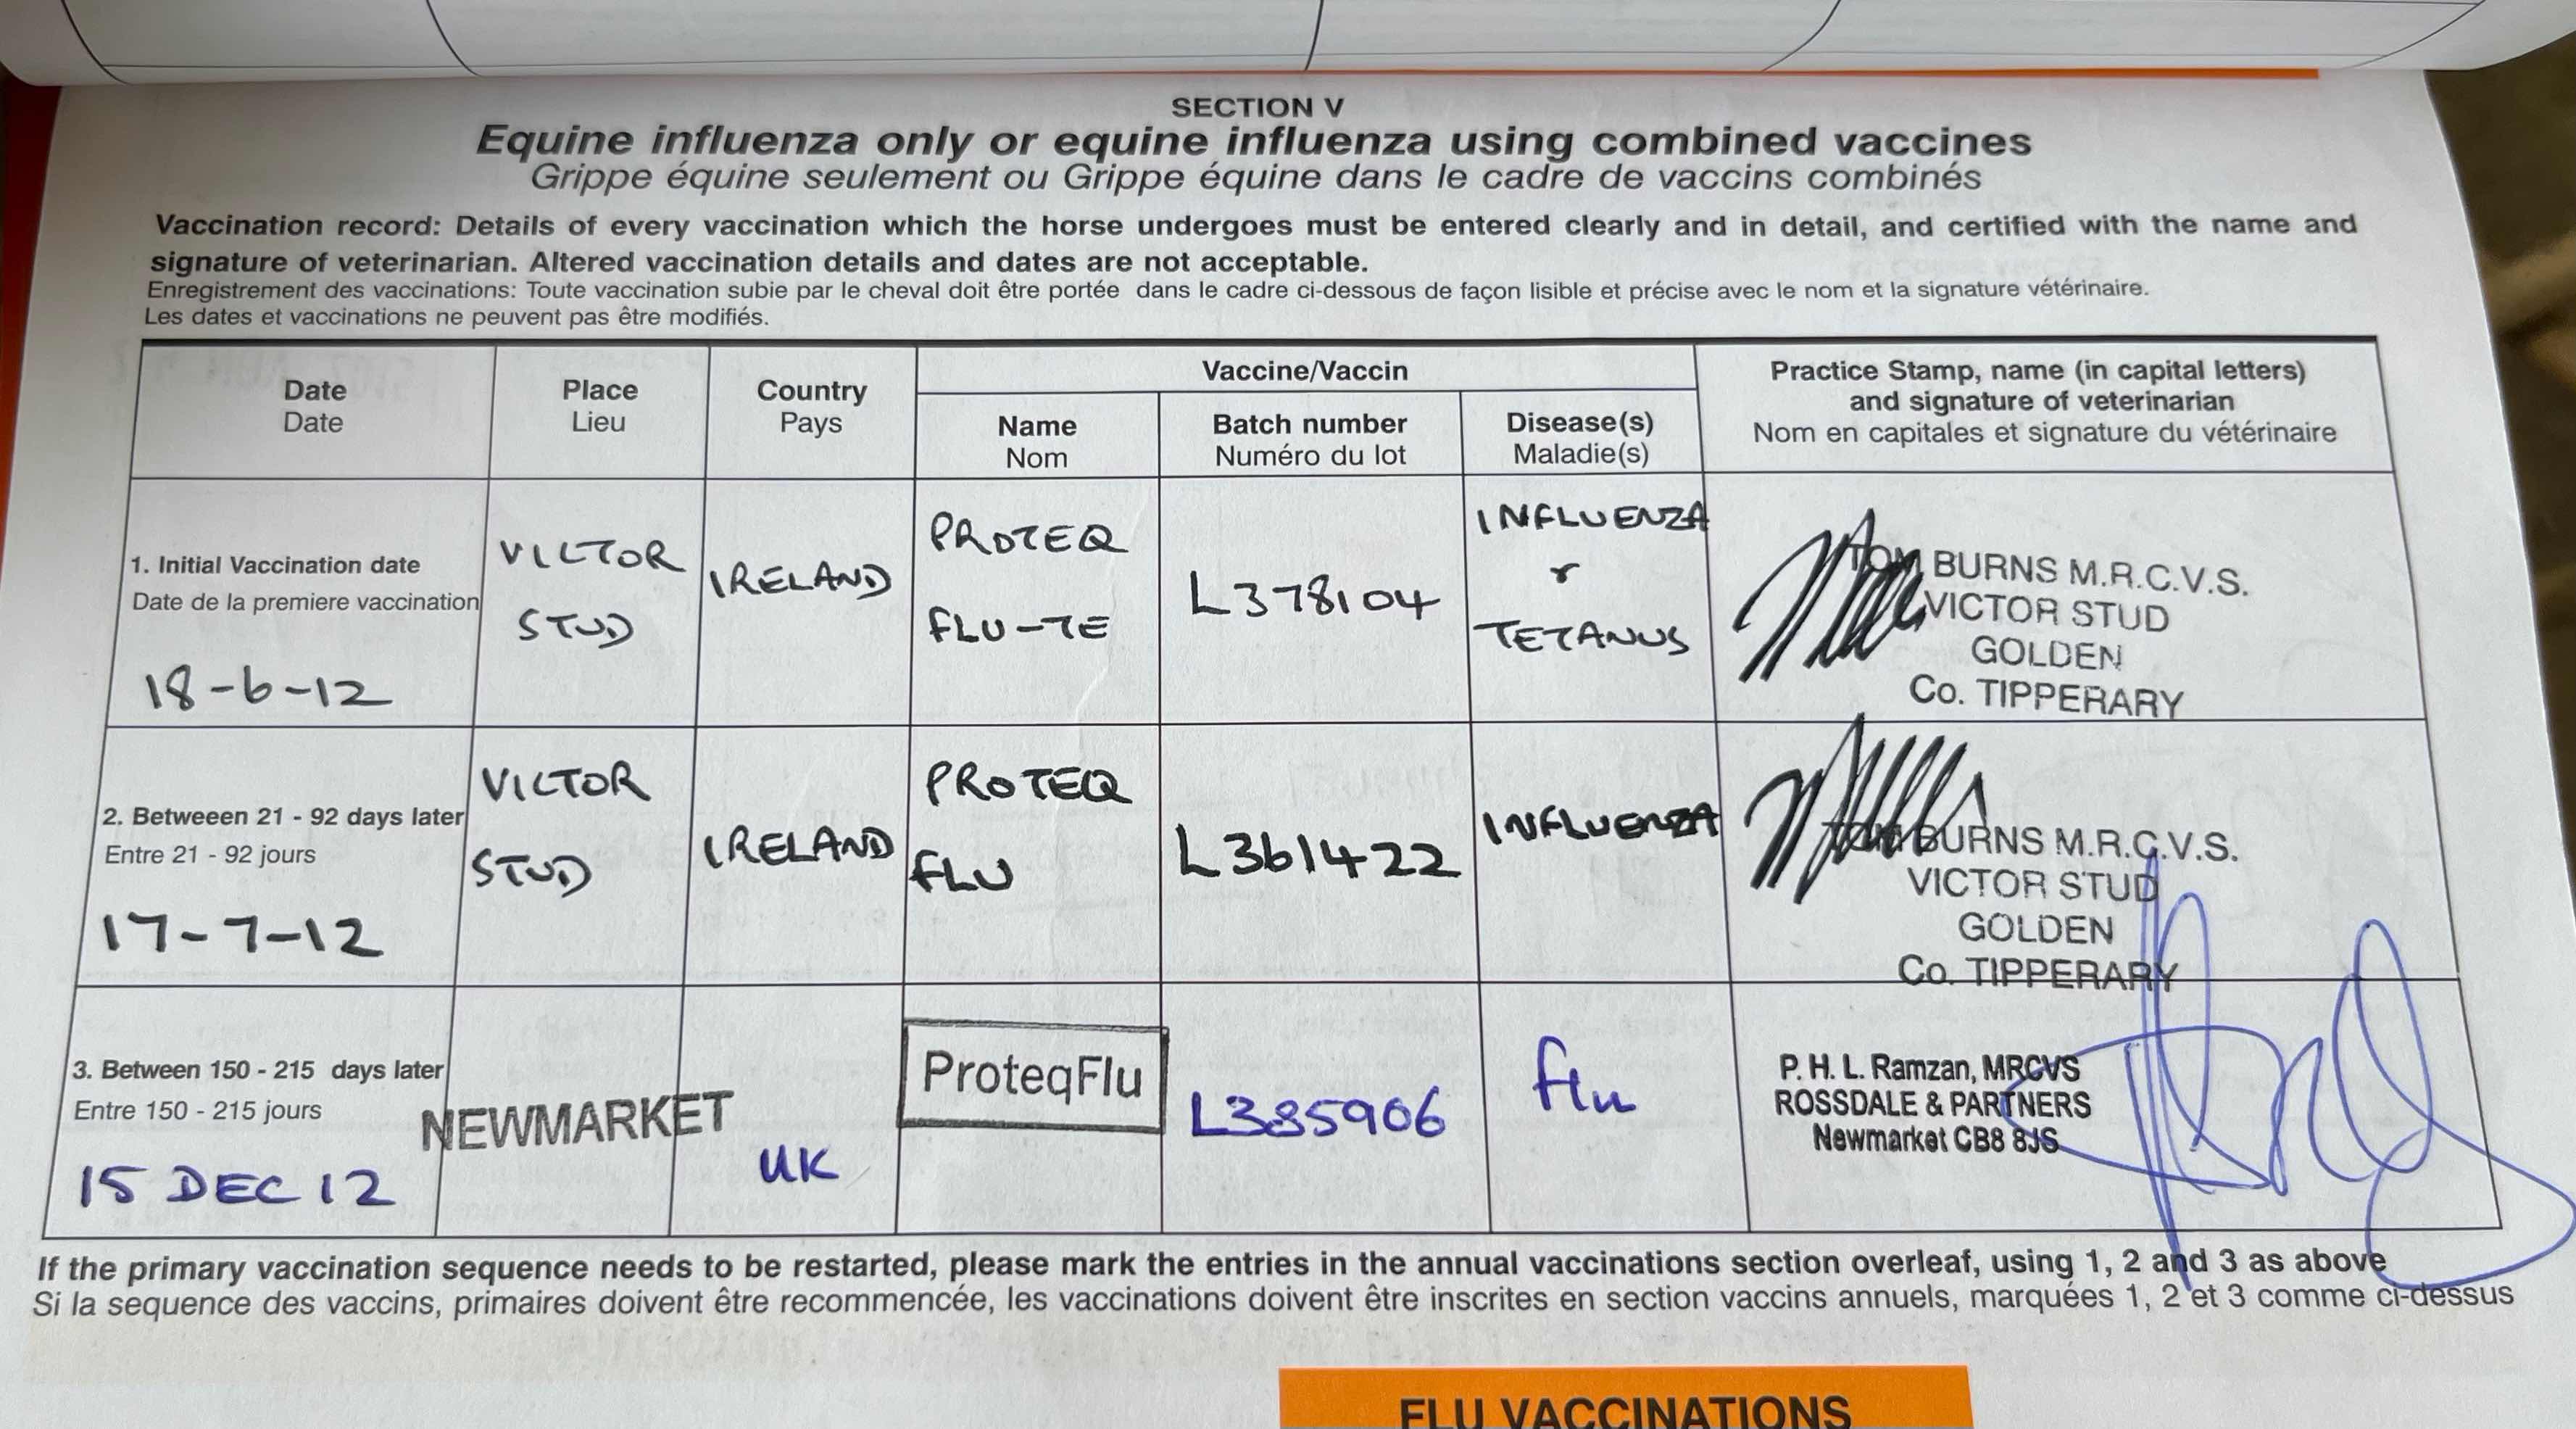 SECTION V
Equine influenza only or equine influenza using combined vaccines
Grippe équine seulement ou Grippe équine dans le cadre de vaccins combinés
Vaccination record: Details of every vaccination which the horse undergoes must be entered clearly and in detail, and certified with the name and
signature of veterinarian. Altered vaccination details and dates are not acceptable.
Enregistrement des vaccinations: Toute vaccination subie par le cheval doit être portée dans le cadre ci-dessous de façon lisible et précise avec le nom et la signature vétérinaire.
Les dates et vaccinations ne peuvent pas être modifiés.
Date
Date
Place
Lieu
Country
Pays
Vaccine/Vaccin
Name
Nom
Batch number
Numéro du lot
Disease(s)
Maladie(s)
Practice Stamp, name (in capital letters)
and signature of veterinarian
Nom en capitales et signature du vétérinaire
1. Initial Vaccination date
Date de la premiere vaccination
18-6-12
VICTOR
STUD
IRELAND
PROTEQ
FLU-TE
L378104
INFLUENZA
+
TETANUS
TOM BURNS M.R.C.V.S.
VICTOR STUD
GOLDEN
Co. TIPPERARY
2. Betweeen 21 - 92 days later
Entre 21 - 92 jours
17-7-12
VICTOR
STUD
IRELAND
PROTEQ
FLU
L361422
INFLUENZA
TOM BURNS M.R.C.V.S.
VICTOR STUD
GOLDEN
Co. TIPPERARY
3. Between 150 - 215 days later
Entre 150 - 215 jours
15 DEC 12
NEWMARKET
UK
ProteqFlu
L385906
flu
P. H. L. Ramzan, MRCVS
ROSSDALE & PARTNERS
Newmarket CB8 8JS
If the primary vaccination sequence needs to be restarted, please mark the entries in the annual vaccinations section overleaf, using 1, 2 and 3 as above
Si la sequence des vaccins, primaires doivent être recommencée, les vaccinations doivent être inscrites en section vaccins annuels, marquées 1, 2 et 3 comme ci-dessus
FLU VACCINATIONS